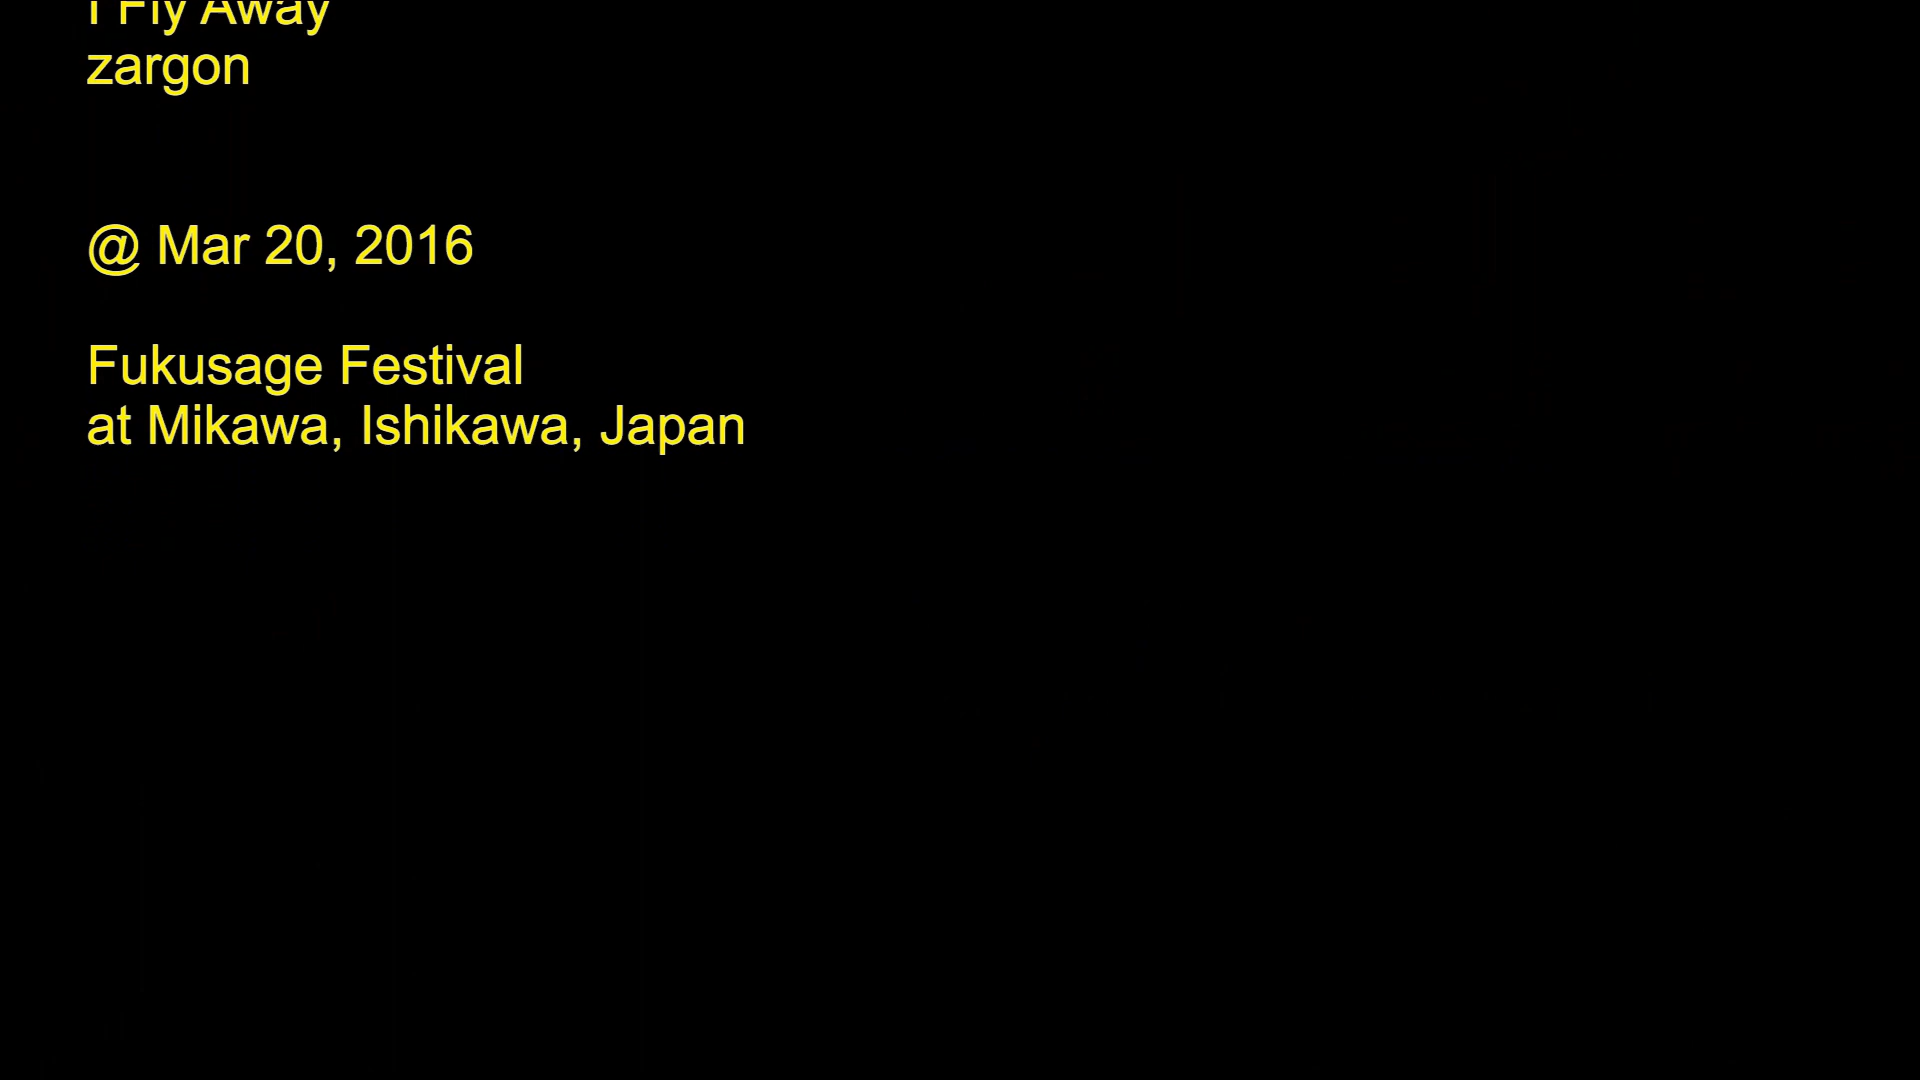 I Fly Away
zargon
@ Mar 20, 2016
Fukusage Festival
at Mikawa, Ishikawa, Japan